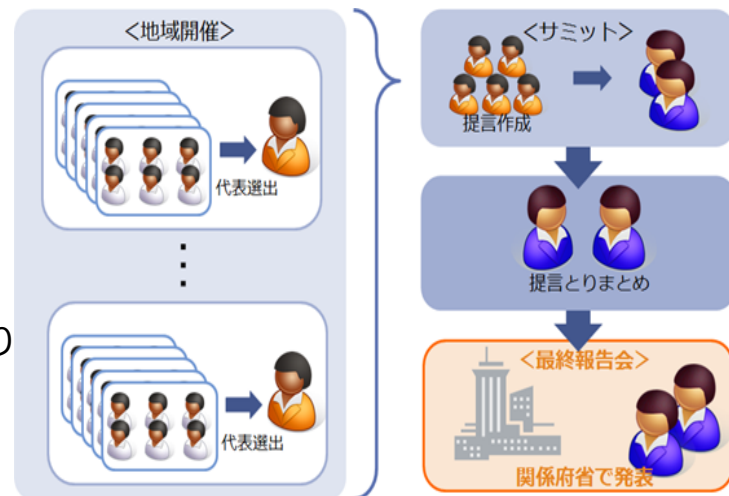 <地域開催>
代表選出
代表選出
<サミット>
提言作成
提言とりまとめ
<最終報告会>
関係府省で発表